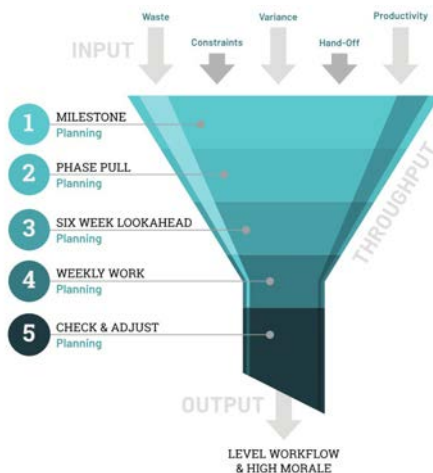 Waste
Variance
Productivity
INPUT
Constraints
Hand-Off
1
MILESTONE
Planning
2
PHASE PULL
Planning
3
SIX WEEK LOOKAHEAD
Planning
THROUGHPUT
4
WEEKLY WORK
Planning
5
CHECK & ADJUST
Planning
OUTPUT
LEVEL WORKFLOW
& HIGH MORALE